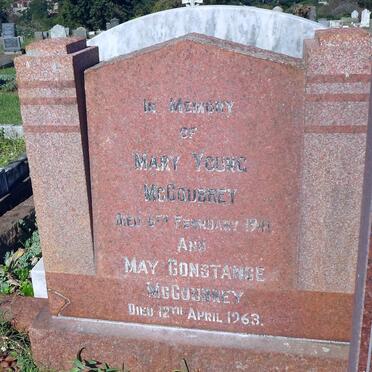 In Memory
of
Mary Young
McGoubrey
Died 6th February 1941
And
May Constance
McGoubrey
Died 12th April 1963.